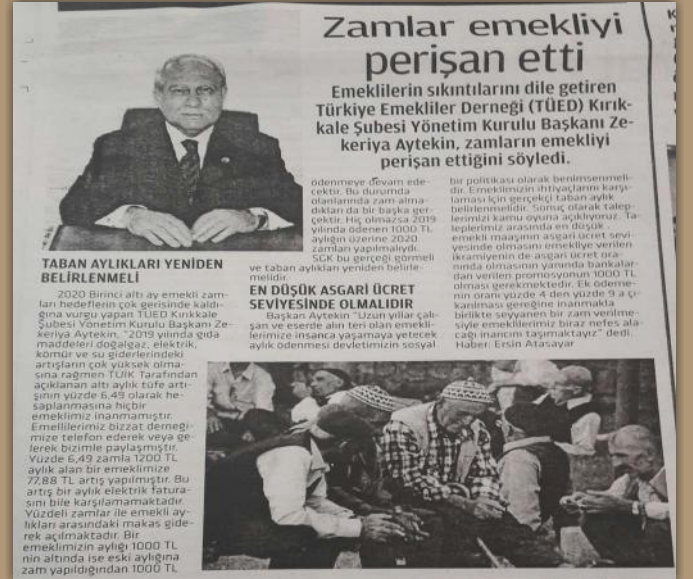 Zamlar emekliyi
perişan etti
Emeklilerin sıkıntılarını dile getiren
Türkiye Emekliler Derneği (TÜED) Kırık-
kale Şubesi Yönetim Kurulu Başkanı Ze-
keriya Aytekin, zamların emekliyi
perişan ettiğini söyledi.
TABAN AYLIKLARI YENİDEN
BELİRLENMELİ
2020 Birinci altı ay emekli zam-
ları hedeflerin çok gerisinde kaldı-
ğına vurgu yapan TÜED Kırıkkale
Şubesi Yönetim Kurulu Başkanı Ze-
keriya Aytekin, "2019 yılında gıda
maddeleri doğalgaz, elektrik,
kömür ve su giderlerindeki
artışların çok yüksek olma-
sına rağmen TÜİK Tarafından
açıklanan altı aylık tüfe artı-
şının yüzde 6,49 olarak he-
saplanmasına hiçbir
emeklimiz inanmamıştır.
Emellilerimiz bizzat derneği-
mize telefon ederek veya ge-
lerek bizimle paylaşmıştır.
Yüzde 6,49 zamla 1200 TL
aylık alan bir emeklimize
77,88 TL artış yapılmıştır. Bu
artış bir aylık elektrik fatura-
sını bile karşılamamaktadır.
Yüzdeli zamlar ile emekli ay-
lıkları arasındaki makas gide-
rek açılmaktadır. Bir
emeklimizin aylığı 1000 TL
nin altında ise eski aylığına
zam yapıldığından 1000 TL
ödenmeye devam ede-
cektir. Bu durumda
olanlarında zam alma-
dıkları da bir başka ger-
çektir. Hiç olmazsa 2019
yılında ödenen 1000 TL
aylığın üzerine 2020
zamları yapılmalıydı.
SGK bu gerçeği görmeli
ve taban aylıkları yeniden belirle-
melidir.
EN DÜŞÜK ASGARİ ÜCRET
SEVİYESİNDE OLMALIDIR
Başkan Aytekin "Uzun yıllar çalı-
şan ve eserde alın teri olan emekli-
lerimize insanca yaşamaya yetecek
aylık ödenmesi devletimizin sosyal
bir politikası olarak benimsenmeli-
dir. Emeklimizin ihtiyaçlarını karşı-
laması için gerçekçi taban aylık
belirlenmelidir. Sonuç olarak talep-
lerimizi kamu oyuna açıklıyoruz. Ta-
leplerimiz arasında en düşük
emekli maaşının asgari ücret sevi-
yesinde olmasını emekliye verilen
ikramiyenin de asgari ücret ora-
ında olmasının yanında bankalar-
dan verilen promosyonun 1000 TL
olması gerekmektedir. Ek ödeme-
nin oranı yüzde 4 den yüzde 9 a çı-
karılması gereğine inanmakla
birlikte seyyanen bir zam verilme-
siyle emeklimiz biraz nefes ala-
cağı inancını taşımaktayız" dedi.
Haber: Ersin Atasayar